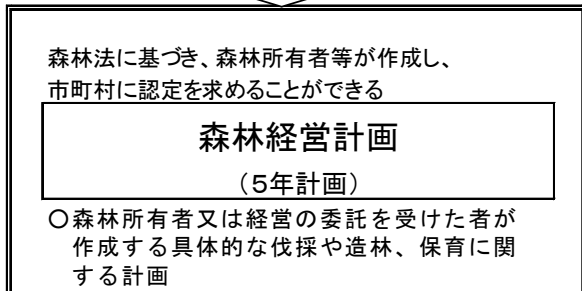 森林法に基づき、森林所有者等が作成し、
市町村に認定を求めることができる
森林経営計画
（５年計画）
○森林所有者又は経営の委託を受けた者が
作成する具体的な伐採や造林、保育に関
する計画